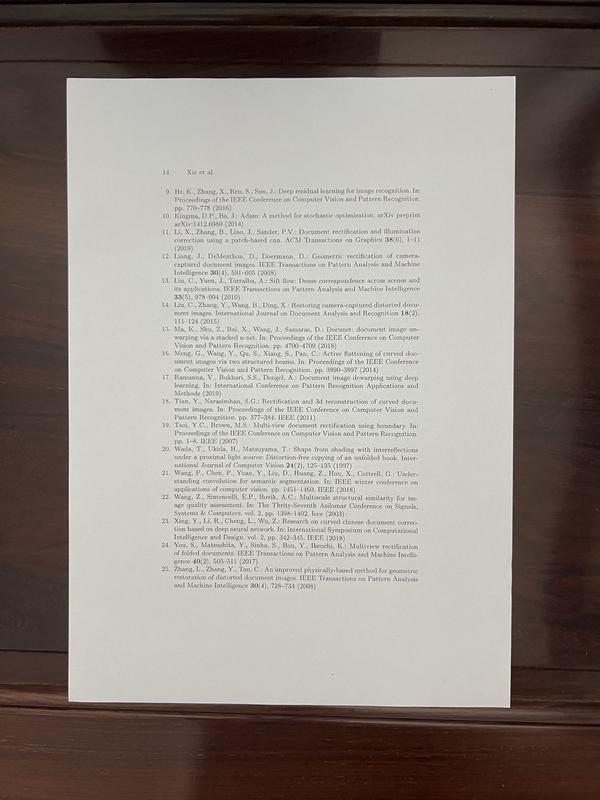 14 Xie et al.
9. He, K., Zhang, X., Ren, S., Sun, J.: Deep residual learning for image recognition. In:
Proceedings of the IEEE Conference on Computer Vision and Pattern Recognition.
pp. 770–778 (2016)
10. Kingma, D.P., Ba, J.: Adam: A method for stochastic optimization. arXiv preprint
arXiv:1412.6980 (2014)
11. Li, X., Zhang, B., Liao, J., Sander, P.V.: Document rectification and illumination
correction using a patch-based cnn. ACM Transactions on Graphics 38(6), 1–11
(2019)
12. Liang, J., DeMenthon, D., Doermann, D.: Geometric rectification of camera-
captured document images. IEEE Transactions on Pattern Analysis and Machine
Intelligence 30(4), 591–605 (2008)
13. Liu, C., Yuen, J., Torralba, A.: Sift flow: Dense correspondence across scenes and
its applications. IEEE Transactions on Pattern Analysis and Machine Intelligence
33(5), 978–994 (2010)
14. Liu, C., Zhang, Y., Wang, B., Ding, X.: Restoring camera-captured distorted docu-
ment images. International Journal on Document Analysis and Recognition 18(2),
111–124 (2015)
15. Ma, K., Shu, Z., Bai, X., Wang, J., Samaras, D.: Docunet: document image un-
warping via a stacked u-net. In: Proceedings of the IEEE Conference on Computer
Vision and Pattern Recognition. pp. 4700–4709 (2018)
16. Meng, G., Wang, Y., Qu, S., Xiang, S., Pan, C.: Active flattening of curved doc-
ument images via two structured beams. In: Proceedings of the IEEE Conference
on Computer Vision and Pattern Recognition. pp. 3890–3897 (2014)
17. Ramanna, V., Bukhari, S.S., Dengel, A.: Document image dewarping using deep
learning. In: International Conference on Pattern Recognition Applications and
Methods (2019)
18. Tian, Y., Narasimhan, S.G.: Rectification and 3d reconstruction of curved docu-
ment images. In: Proceedings of the IEEE Conference on Computer Vision and
Pattern Recognition. pp. 377–384. IEEE (2011)
19. Tsoi, Y.C., Brown, M.S.: Multi-view document rectification using boundary. In:
Proceedings of the IEEE Conference on Computer Vision and Pattern Recognition.
pp. 1–8. IEEE (2007)
20. Wada, T., Ukida, H., Matsuyama, T.: Shape from shading with interreflections
under a proximal light source: Distortion-free copying of an unfolded book. Inter-
national Journal of Computer Vision 24(2), 125–135 (1997)
21. Wang, P., Chen, P., Yuan, Y., Liu, D., Huang, Z., Hou, X., Cottrell, G.: Under-
standing convolution for semantic segmentation. In: IEEE winter conference on
applications of computer vision. pp. 1451–1460. IEEE (2018)
22. Wang, Z., Simoncelli, E.P., Bovik, A.C.: Multiscale structural similarity for im-
age quality assessment. In: The Thrity-Seventh Asilomar Conference on Signals,
Systems & Computers. vol. 2, pp. 1398–1402. Ieee (2003)
23. Xing, Y., Li, R., Cheng, L., Wu, Z.: Research on curved chinese document correc-
tion based on deep neural network. In: International Symposium on Computational
Intelligence and Design. vol. 2, pp. 342–345. IEEE (2018)
24. You, S., Matsushita, Y., Sinha, S., Bou, Y., Ikeuchi, K.: Multiview rectification
of folded documents. IEEE Transactions on Pattern Analysis and Machine Intelli-
gence 40(2), 505–511 (2017)
25. Zhang, L., Zhang, Y., Tan, C.: An improved physically-based method for geometric
restoration of distorted document images. IEEE Transactions on Pattern Analysis
and Machine Intelligence 30(4), 728–734 (2008)